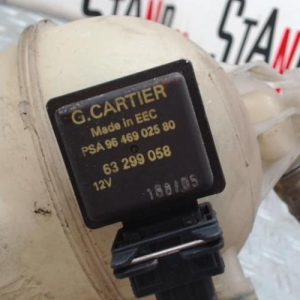 STAN STAN
G.CARTIER
Made in EEC
PSA 96 469 025 80
63 299 058
12V
188/05